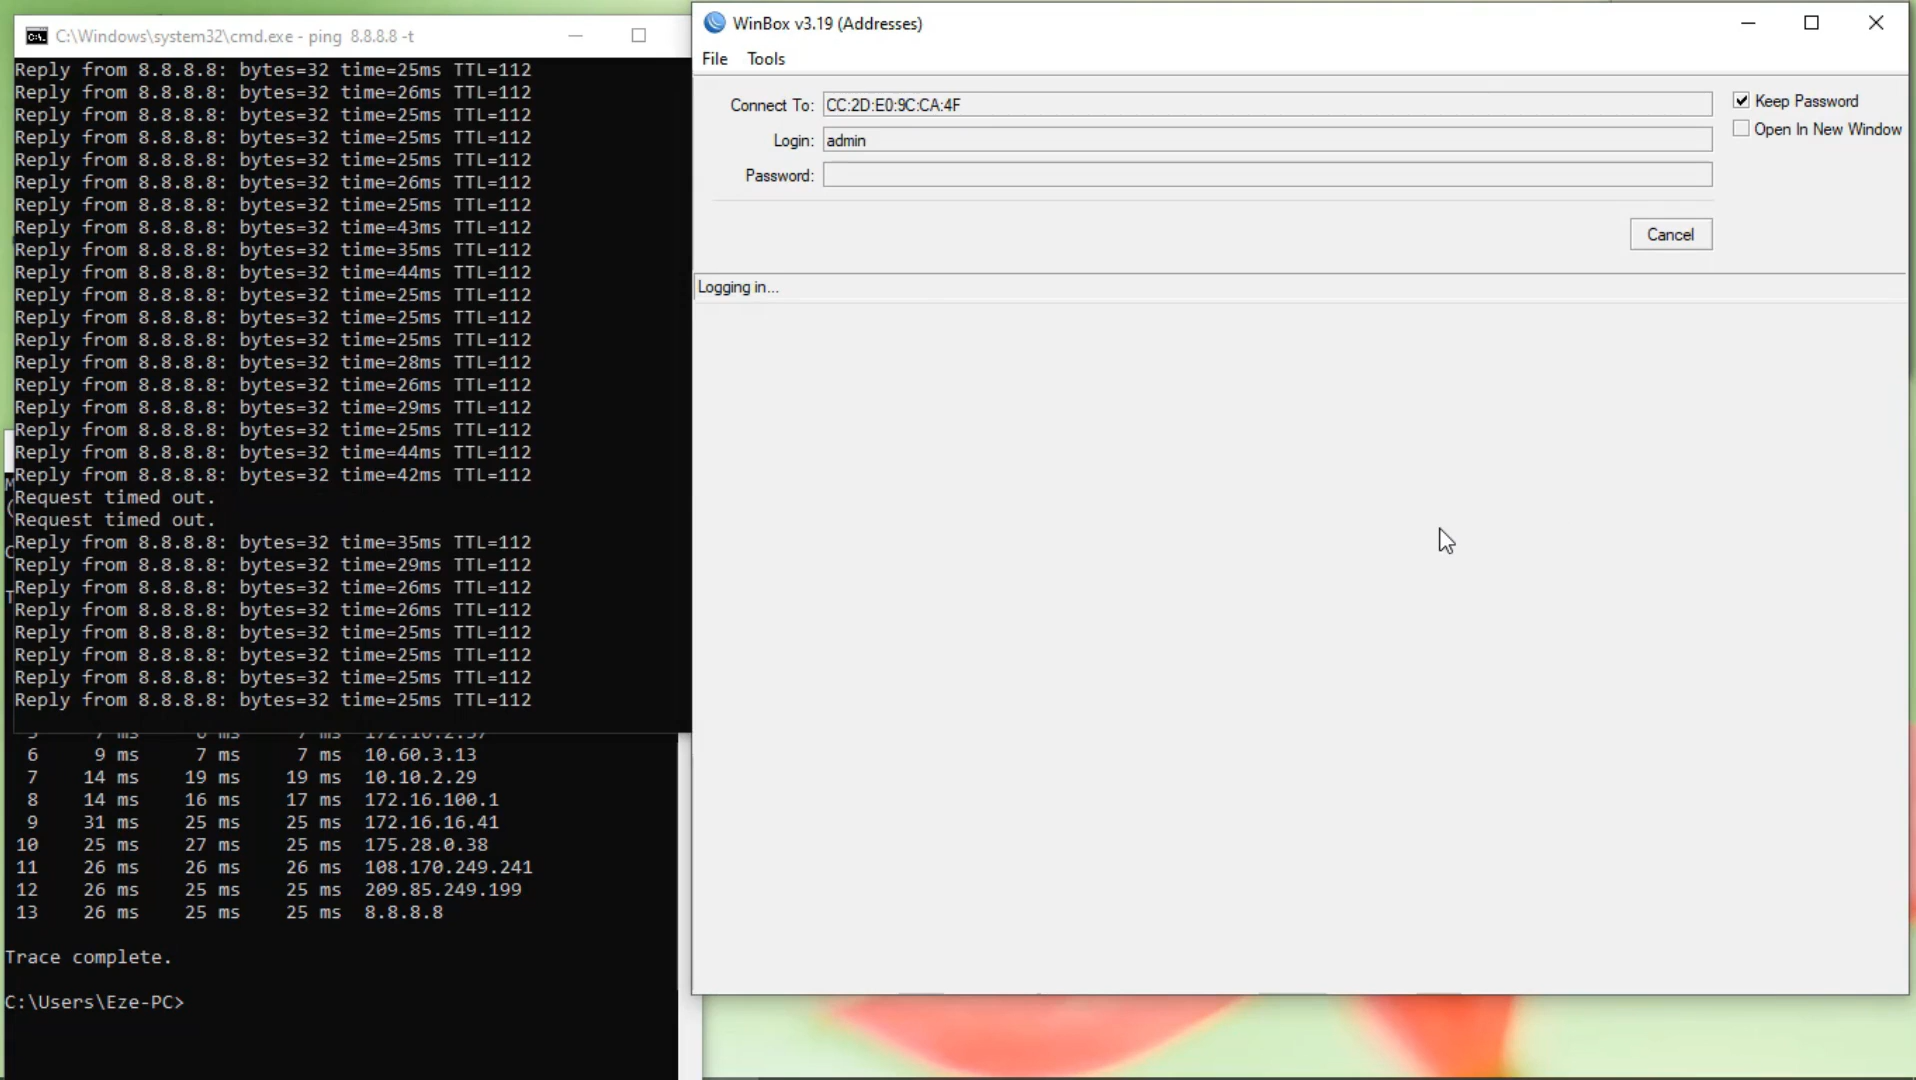 C:\Windows\system32\cmd.exe - ping 8.8.8.8 -t
Reply from 8.8.8.8: bytes=32 time=25ms TTL=112
Reply from 8.8.8.8: bytes=32 time=26ms TTL=112
Reply from 8.8.8.8: bytes=32 time=25ms TTL=112
Reply from 8.8.8.8: bytes=32 time=25ms TTL=112
Reply from 8.8.8.8: bytes=32 time=25ms TTL=112
Reply from 8.8.8.8: bytes=32 time=26ms TTL=112
Reply from 8.8.8.8: bytes=32 time=25ms TTL=112
Reply from 8.8.8.8: bytes=32 time=43ms TTL=112
Reply from 8.8.8.8: bytes=32 time=35ms TTL=112
Reply from 8.8.8.8: bytes=32 time=44ms TTL=112
Reply from 8.8.8.8: bytes=32 time=25ms TTL=112
Reply from 8.8.8.8: bytes=32 time=25ms TTL=112
Reply from 8.8.8.8: bytes=32 time=25ms TTL=112
Reply from 8.8.8.8: bytes=32 time=28ms TTL=112
Reply from 8.8.8.8: bytes=32 time=26ms TTL=112
Reply from 8.8.8.8: bytes=32 time=29ms TTL=112
Reply from 8.8.8.8: bytes=32 time=25ms TTL=112
Reply from 8.8.8.8: bytes=32 time=44ms TTL=112
Reply from 8.8.8.8: bytes=32 time=42ms TTL=112
Request timed out.
Request timed out.
Reply from 8.8.8.8: bytes=32 time=35ms TTL=112
Reply from 8.8.8.8: bytes=32 time=29ms TTL=112
Reply from 8.8.8.8: bytes=32 time=26ms TTL=112
Reply from 8.8.8.8: bytes=32 time=26ms TTL=112
Reply from 8.8.8.8: bytes=32 time=25ms TTL=112
Reply from 8.8.8.8: bytes=32 time=25ms TTL=112
Reply from 8.8.8.8: bytes=32 time=25ms TTL=112
Reply from 8.8.8.8: bytes=32 time=25ms TTL=112
6 9 ms 7 ms 7 ms 10.60.3.13
7 14 ms 19 ms 19 ms 10.10.2.29
8 14 ms 16 ms 17 ms 172.16.100.1
9 31 ms 25 ms 25 ms 172.16.16.41
10 25 ms 27 ms 25 ms 175.28.0.38
11 26 ms 26 ms 26 ms 108.170.249.241
12 26 ms 25 ms 25 ms 209.85.249.199
13 26 ms 25 ms 25 ms 8.8.8.8
Trace complete.
C:\Users\Eze-PC>
WinBox v3.19 (Addresses)
File Tools
Connect To: CC:2D:E0:9C:CA:4F
Keep Password
Open In New Window
Login: admin
Password:
Cancel
Logging in...